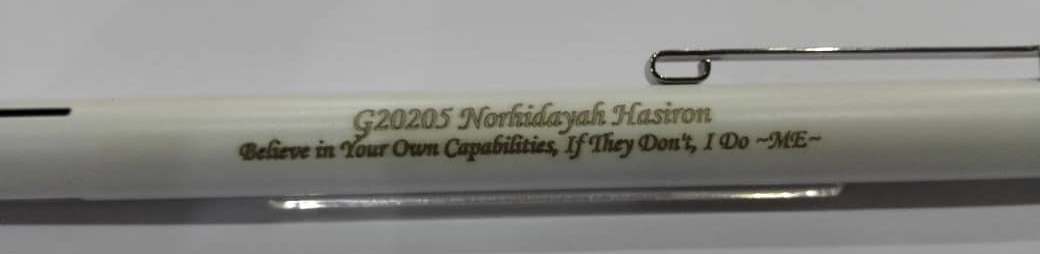 G20205 Norhidayah Hasiron
Believe in Your Own Capabilities, If They Don't, I Do ~ME~